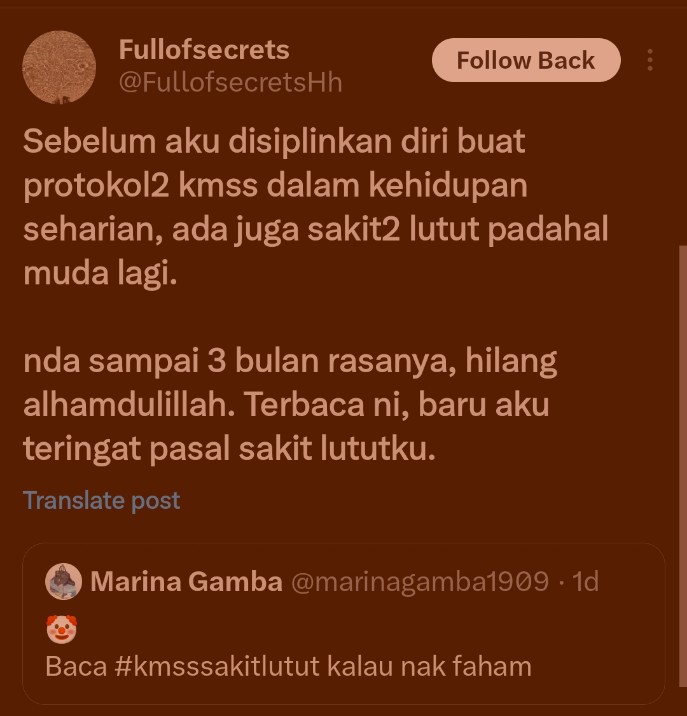 Fullofsecrets
@FullofsecretsHh
Follow Back
Sebelum aku disiplinkan diri buat
protokol2 kmss dalam kehidupan
seharian, ada juga sakit2 lutut padahal
muda lagi.
nda sampai 3 bulan rasanya, hilang
alhamdulillah. Terbaca ni, baru aku
teringat pasal sakit lututku.
Translate post
Marina Gamba @marinagamba1909 · 1d
🤡
Baca #kmsssakitlutut kalau nak faham